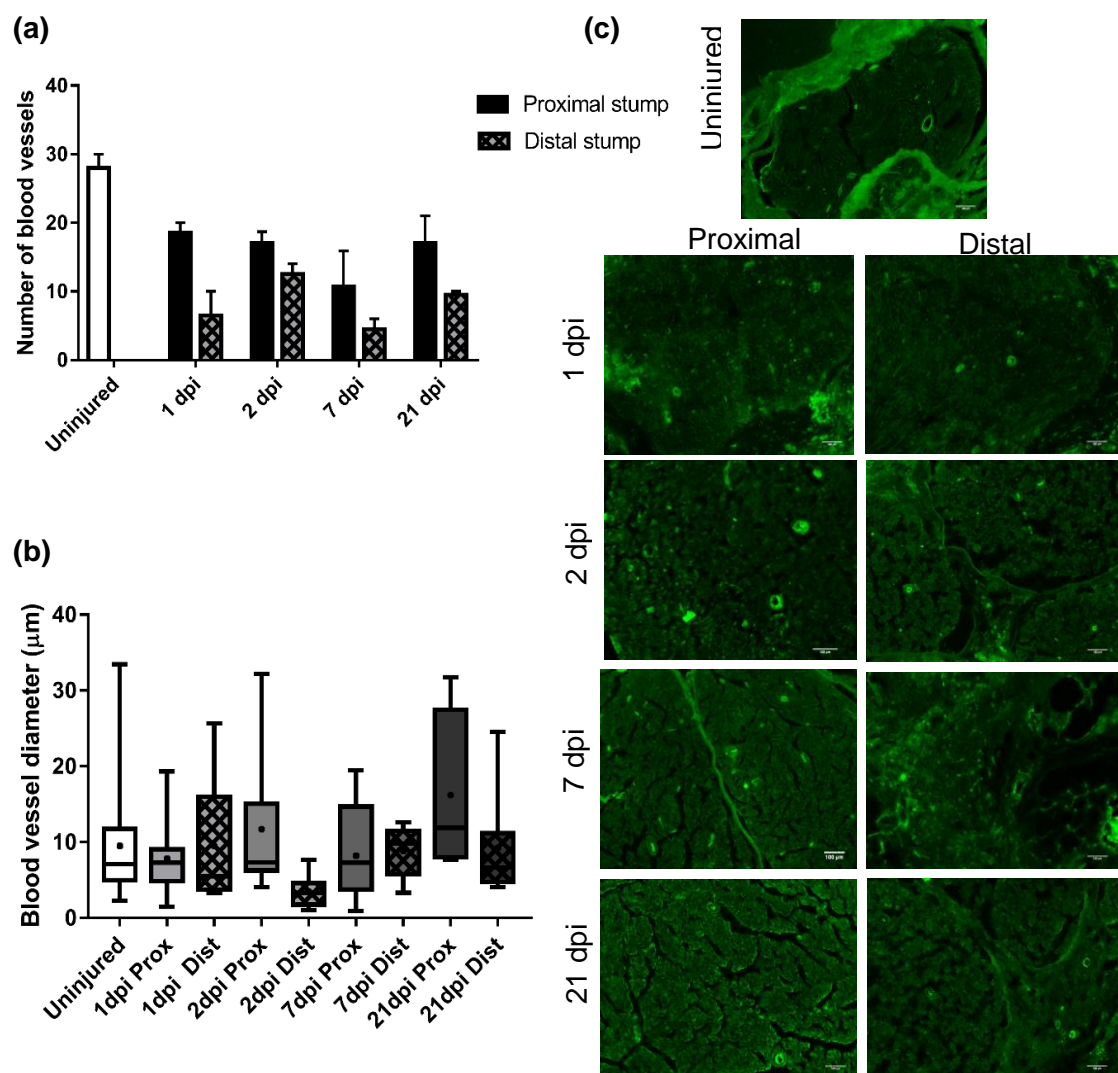 (a)
Number of blood vessels
40
30
20
10
0
Uninjured
1 dpi
2 dpi
7 dpi
21 dpi
Proximal stump
Distal stump
(b)
Blood vessel diameter (μm)
40
30
20
10
0
Uninjured
1dpi Prox
1dpi Dist
2dpi Prox
2dpi Dist
7dpi Prox
7dpi Dist
21dpi Prox
21dpi Dist
(c)
Uninjured
Proximal
Distal
1 dpi
2 dpi
100 μm
7 dpi
100 μm
21 dpi